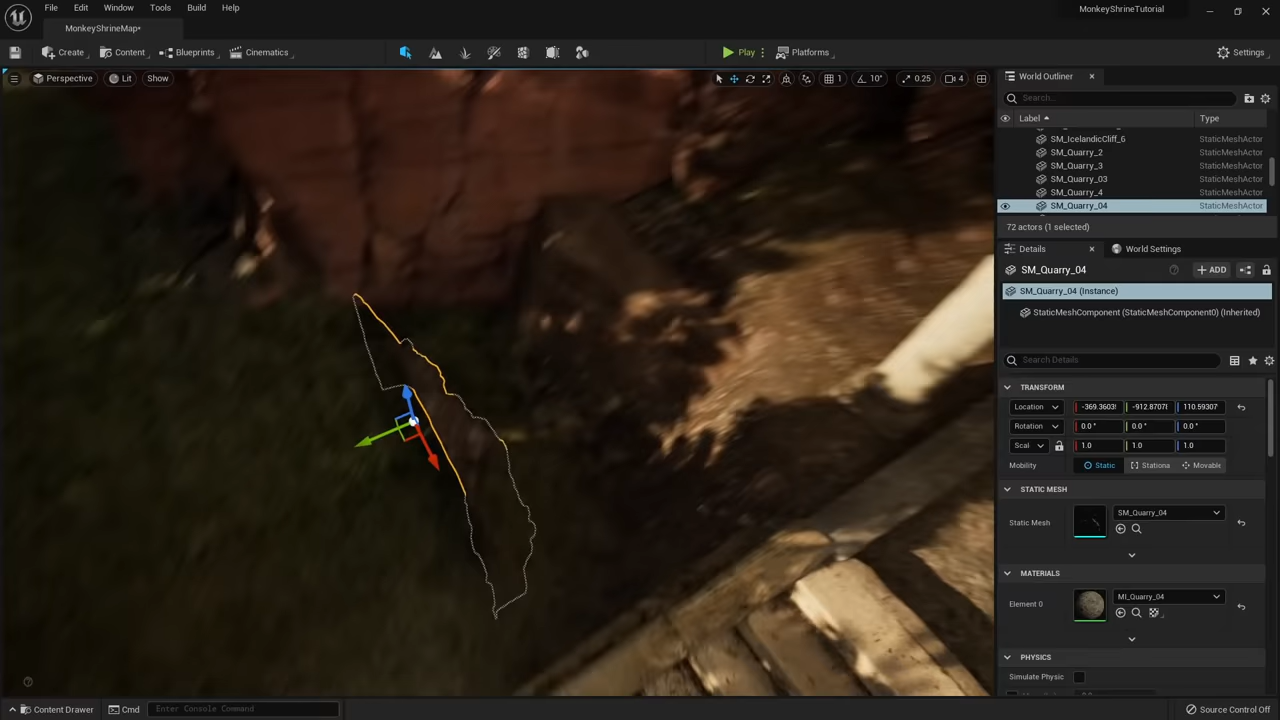 File Edit Window Tools Build Help
MonkeyShrineTutorial
MonkeyShrineMap*
Create Content Blueprints Cinematics Play Platforms Settings
Perspective Lit Show 1 10° 0.25 4
World Outliner
Search...
Label Type
SM_IcelandicCliff_6 StaticMeshActor
SM_Quarry_2 StaticMeshActor
SM_Quarry_3 StaticMeshActor
SM_Quarry_03 StaticMeshActor
SM_Quarry_4 StaticMeshActor
SM_Quarry_04 StaticMeshActor
72 actors (1 selected)
Details World Settings
SM_Quarry_04 + ADD
SM_Quarry_04 (Instance)
StaticMeshComponent (StaticMeshComponent0) (Inherited)
Search Details
TRANSFORM
Location -369.3603 -912.8707 110.59307
Rotation 0.0 ° 0.0 ° 0.0 °
Scal 1.0 1.0 1.0
Mobility Static Stationa Movable
STATIC MESH
Static Mesh SM_Quarry_04
MATERIALS
Element 0 MI_Quarry_04
PHYSICS
Simulate Physic
Content Drawer Cmd Enter Console Command Source Control Off